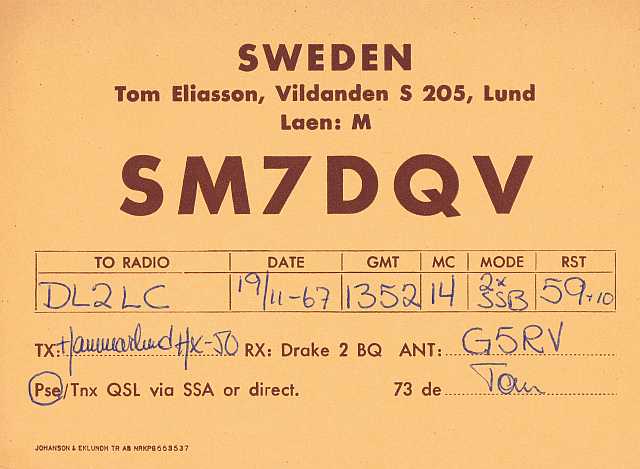 SWEDEN
Tom Eliasson, Vildanden S 205, Lund
Laen: M
SM7DQV
TO RADIO DATE GMT MC MODE RST
DL2LC 19/11-67 1352 14 2x SSB 59+10
TX: Hammarlund HX-50 RX: Drake 2 BQ ANT: G5RV
Pse/Tnx QSL via SSA or direct. 73 de Tom
JOHANSON & EKLUNDH TR AB NRKPG 663537